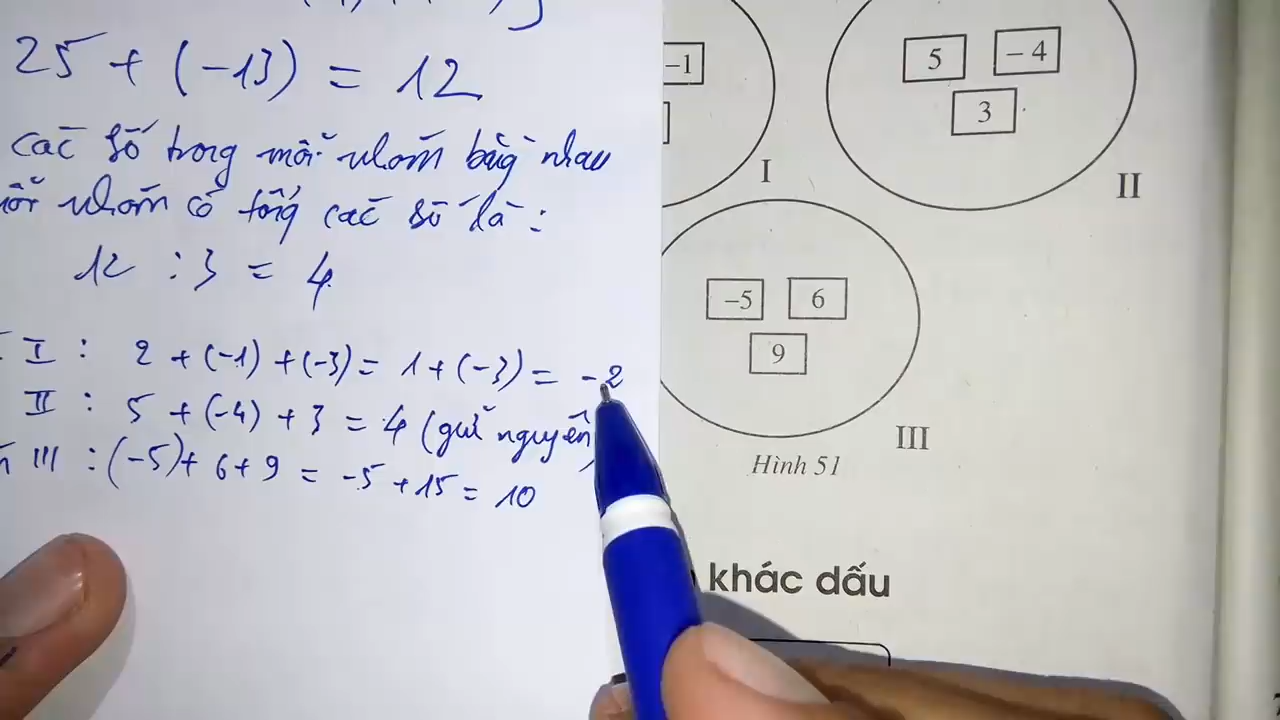 25 + (-13) = 12
các số trong mỗi nhóm bằng nhau
nhóm có tổng các số là :
12 : 3 = 4
I : 2 + (-1) + (-3) = 1 + (-3) = -2
II : 5 + (-4) + 3 = 4 (giữ nguyên
III : (-5) + 6 + 9 = -5 + 15 = 10
-1
I
5
-4
3
II
-5
6
9
III
Hình 51
khác dấu